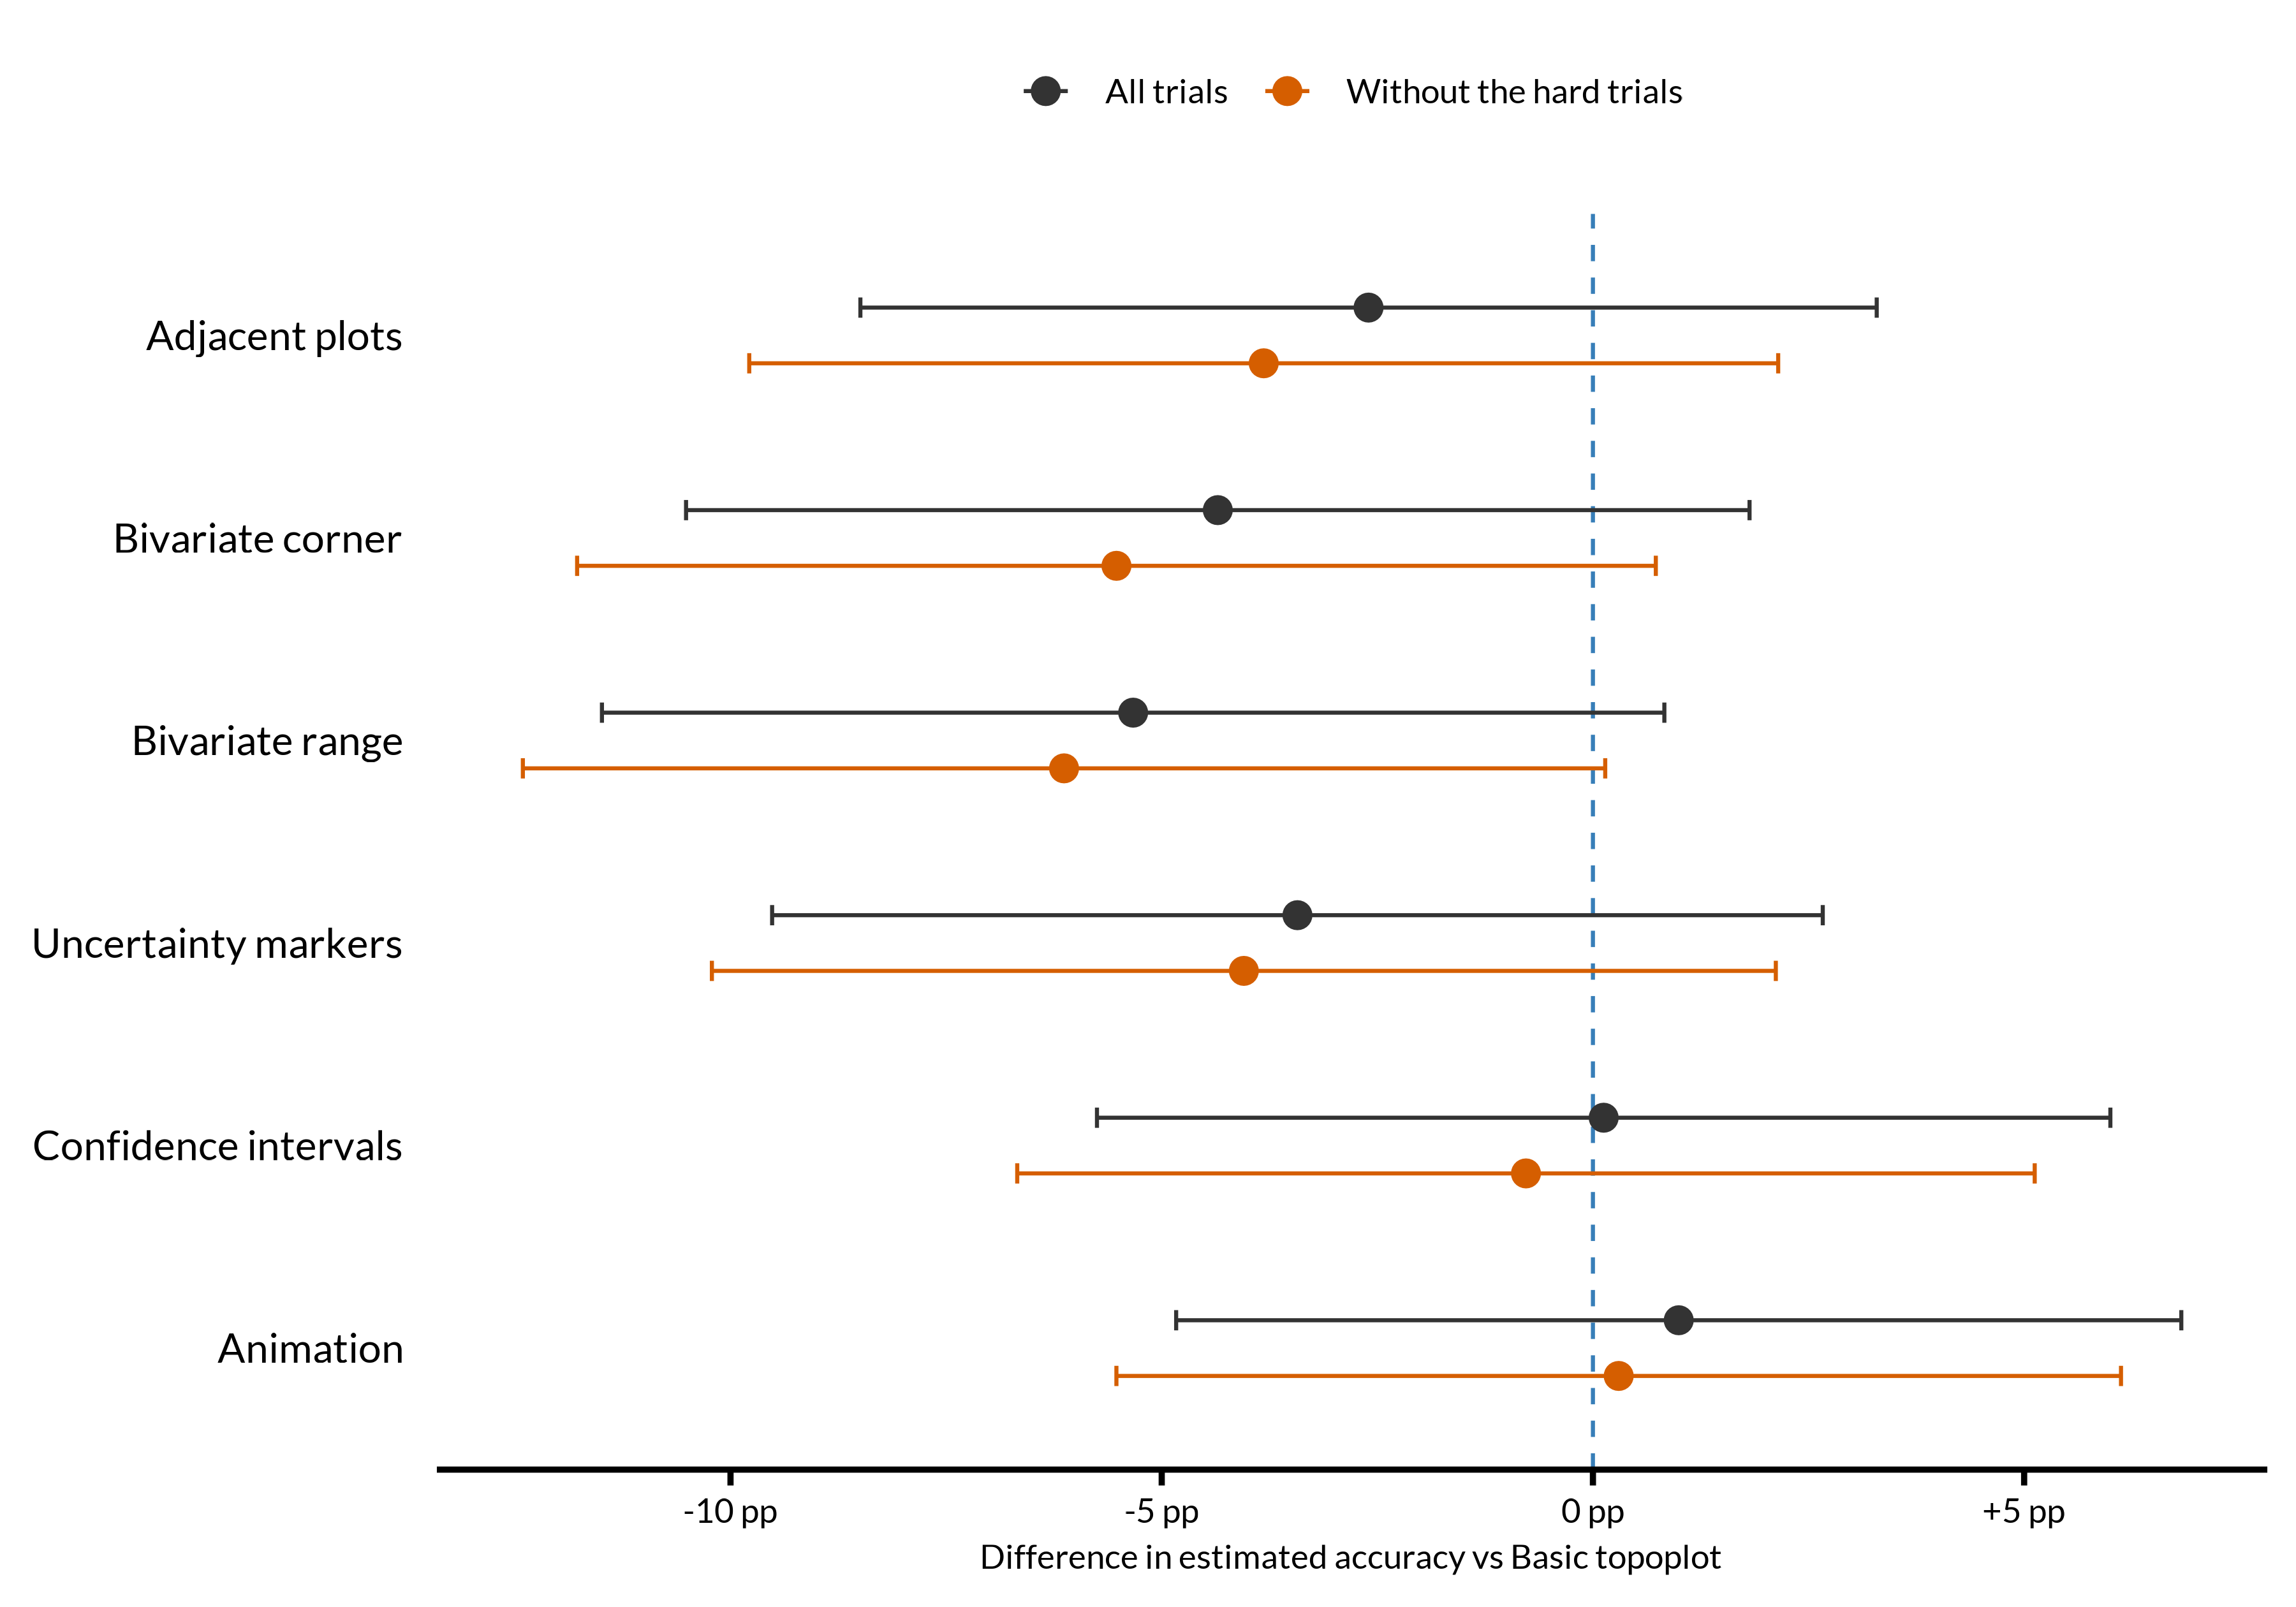 All trials Without the hard trials
Adjacent plots
Bivariate corner
Bivariate range
Uncertainty markers
Confidence intervals
Animation
-10 pp -5 pp 0 pp +5 pp
Difference in estimated accuracy vs Basic topoplot